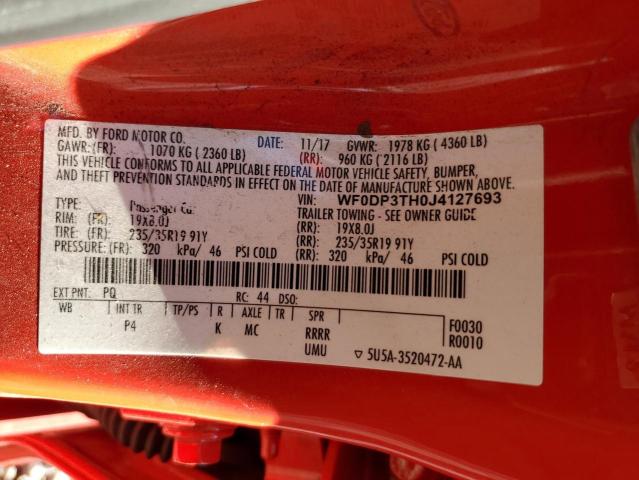 MFD. BY FORD MOTOR CO. DATE: 11/17 GVWR: 1978 KG ( 4360 LB)
GAWR: (FR): 1070 KG ( 2360 LB) (RR): 960 KG ( 2116 LB)
THIS VEHICLE CONFORMS TO ALL APPLICABLE FEDERAL MOTOR VEHICLE SAFETY, BUMPER,
AND THEFT PREVENTION STANDARDS IN EFFECT ON THE DATE OF MANUFACTURE SHOWN ABOVE.
VIN: WF0DP3TH0J4127693
TYPE: Passenger Car TRAILER TOWING - SEE OWNER GUIDE
RIM: (FR): 19X8.0J (RR): 19X8.0J
TIRE: (FR): 235/35R19 91Y (RR): 235/35R19 91Y
PRESSURE: (FR): 320 kPa/ 46 PSI COLD (RR): 320 kPa/ 46 PSI COLD
EXT PNT: PQ RC: 44 DSO:
WB INT TR TP/PS R AXLE TR SPR
P4 K MC RRRR F0030
UMU R0010
5U5A-3520472-AA